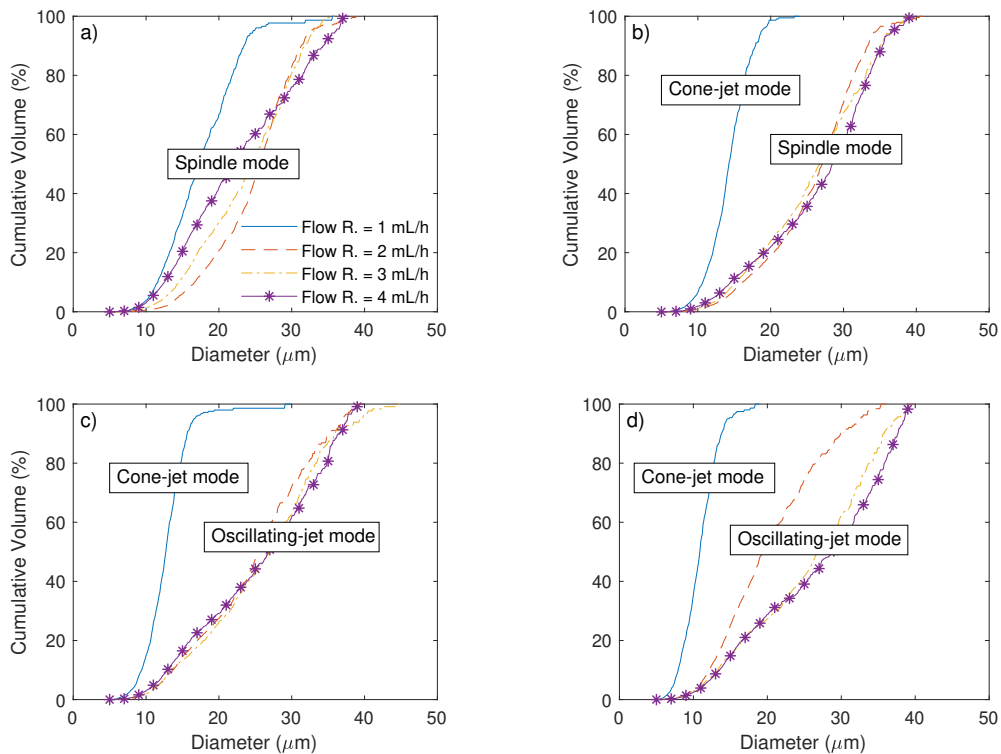 a)
100
80
60
40
20
0
Cumulative Volume (%)
Spindle mode
Flow R. = 1 mL/h
Flow R. = 2 mL/h
Flow R. = 3 mL/h
Flow R. = 4 mL/h
0 10 20 30 40 50
Diameter (μm)
b)
100
80
60
40
20
0
Cumulative Volume (%)
Cone-jet mode
Spindle mode
0 10 20 30 40 50
Diameter (μm)
c)
100
80
60
40
20
0
Cumulative Volume (%)
Cone-jet mode
Oscillating-jet mode
0 10 20 30 40 50
Diameter (μm)
d)
100
80
60
40
20
0
Cumulative Volume (%)
Cone-jet mode
Oscillating-jet mode
0 10 20 30 40 50
Diameter (μm)